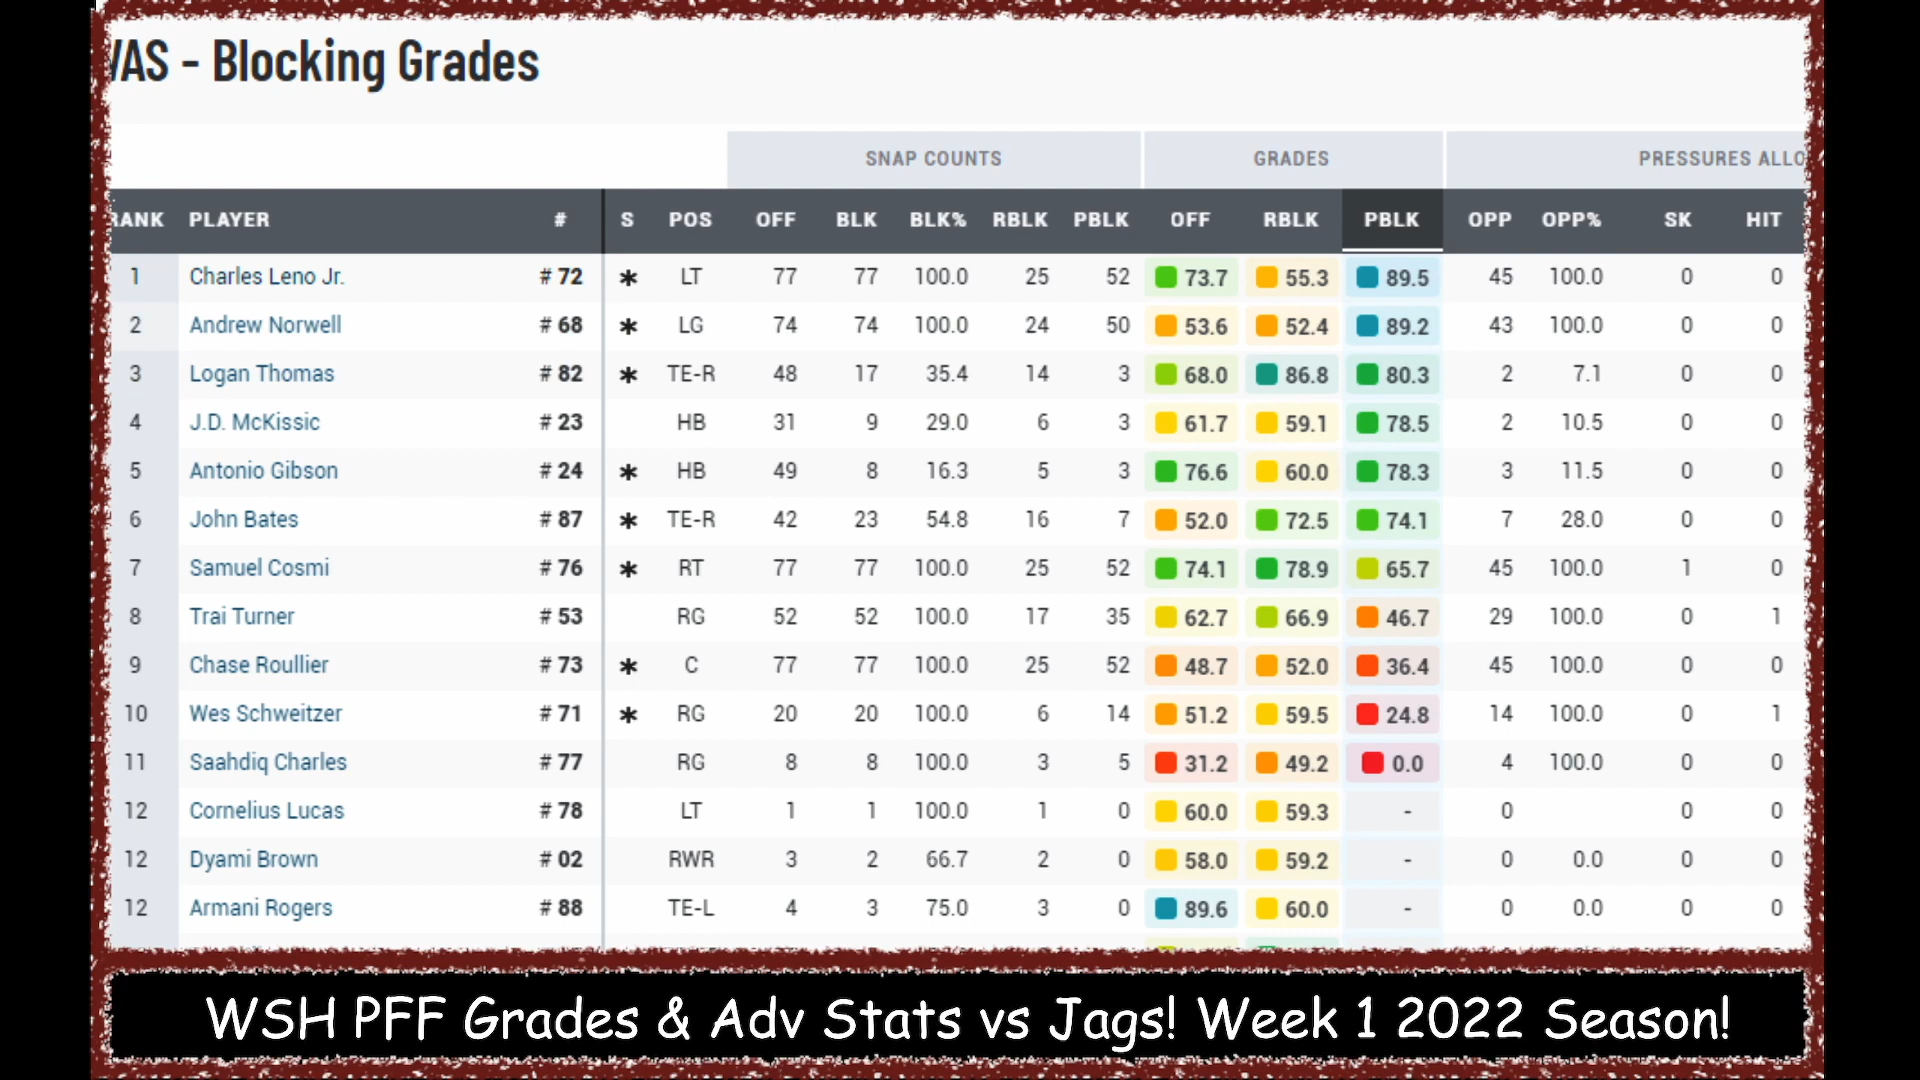 WAS - Blocking Grades
SNAP COUNTS GRADES PRESSURES ALLO
RANK PLAYER # S POS OFF BLK BLK% RBLK PBLK OFF RBLK PBLK OPP OPP% SK HIT
1 Charles Leno Jr. # 72 * LT 77 77 100.0 25 52 73.7 55.3 89.5 45 100.0 0 0
2 Andrew Norwell # 68 * LG 74 74 100.0 24 50 53.6 52.4 89.2 43 100.0 0 0
3 Logan Thomas # 82 * TE-R 48 17 35.4 14 3 68.0 86.8 80.3 2 7.1 0 0
4 J.D. McKissic # 23 HB 31 9 29.0 6 3 61.7 59.1 78.5 2 10.5 0 0
5 Antonio Gibson # 24 * HB 49 8 16.3 5 3 76.6 60.0 78.3 3 11.5 0 0
6 John Bates # 87 * TE-R 42 23 54.8 16 7 52.0 72.5 74.1 7 28.0 0 0
7 Samuel Cosmi # 76 * RT 77 77 100.0 25 52 74.1 78.9 65.7 45 100.0 1 0
8 Trai Turner # 53 RG 52 52 100.0 17 35 62.7 66.9 46.7 29 100.0 0 1
9 Chase Roullier # 73 * C 77 77 100.0 25 52 48.7 52.0 36.4 45 100.0 0 0
10 Wes Schweitzer # 71 * RG 20 20 100.0 6 14 51.2 59.5 24.8 14 100.0 0 1
11 Saahdiq Charles # 77 RG 8 8 100.0 3 5 31.2 49.2 0.0 4 100.0 0 0
12 Cornelius Lucas # 78 LT 1 1 100.0 1 0 60.0 59.3 - 0 0 0
12 Dyami Brown # 02 RWR 3 2 66.7 2 0 58.0 59.2 - 0 0.0 0 0
12 Armani Rogers # 88 TE-L 4 3 75.0 3 0 89.6 60.0 - 0 0.0 0 0
WSH PFF Grades & Adv Stats vs Jags! Week 1 2022 Season!